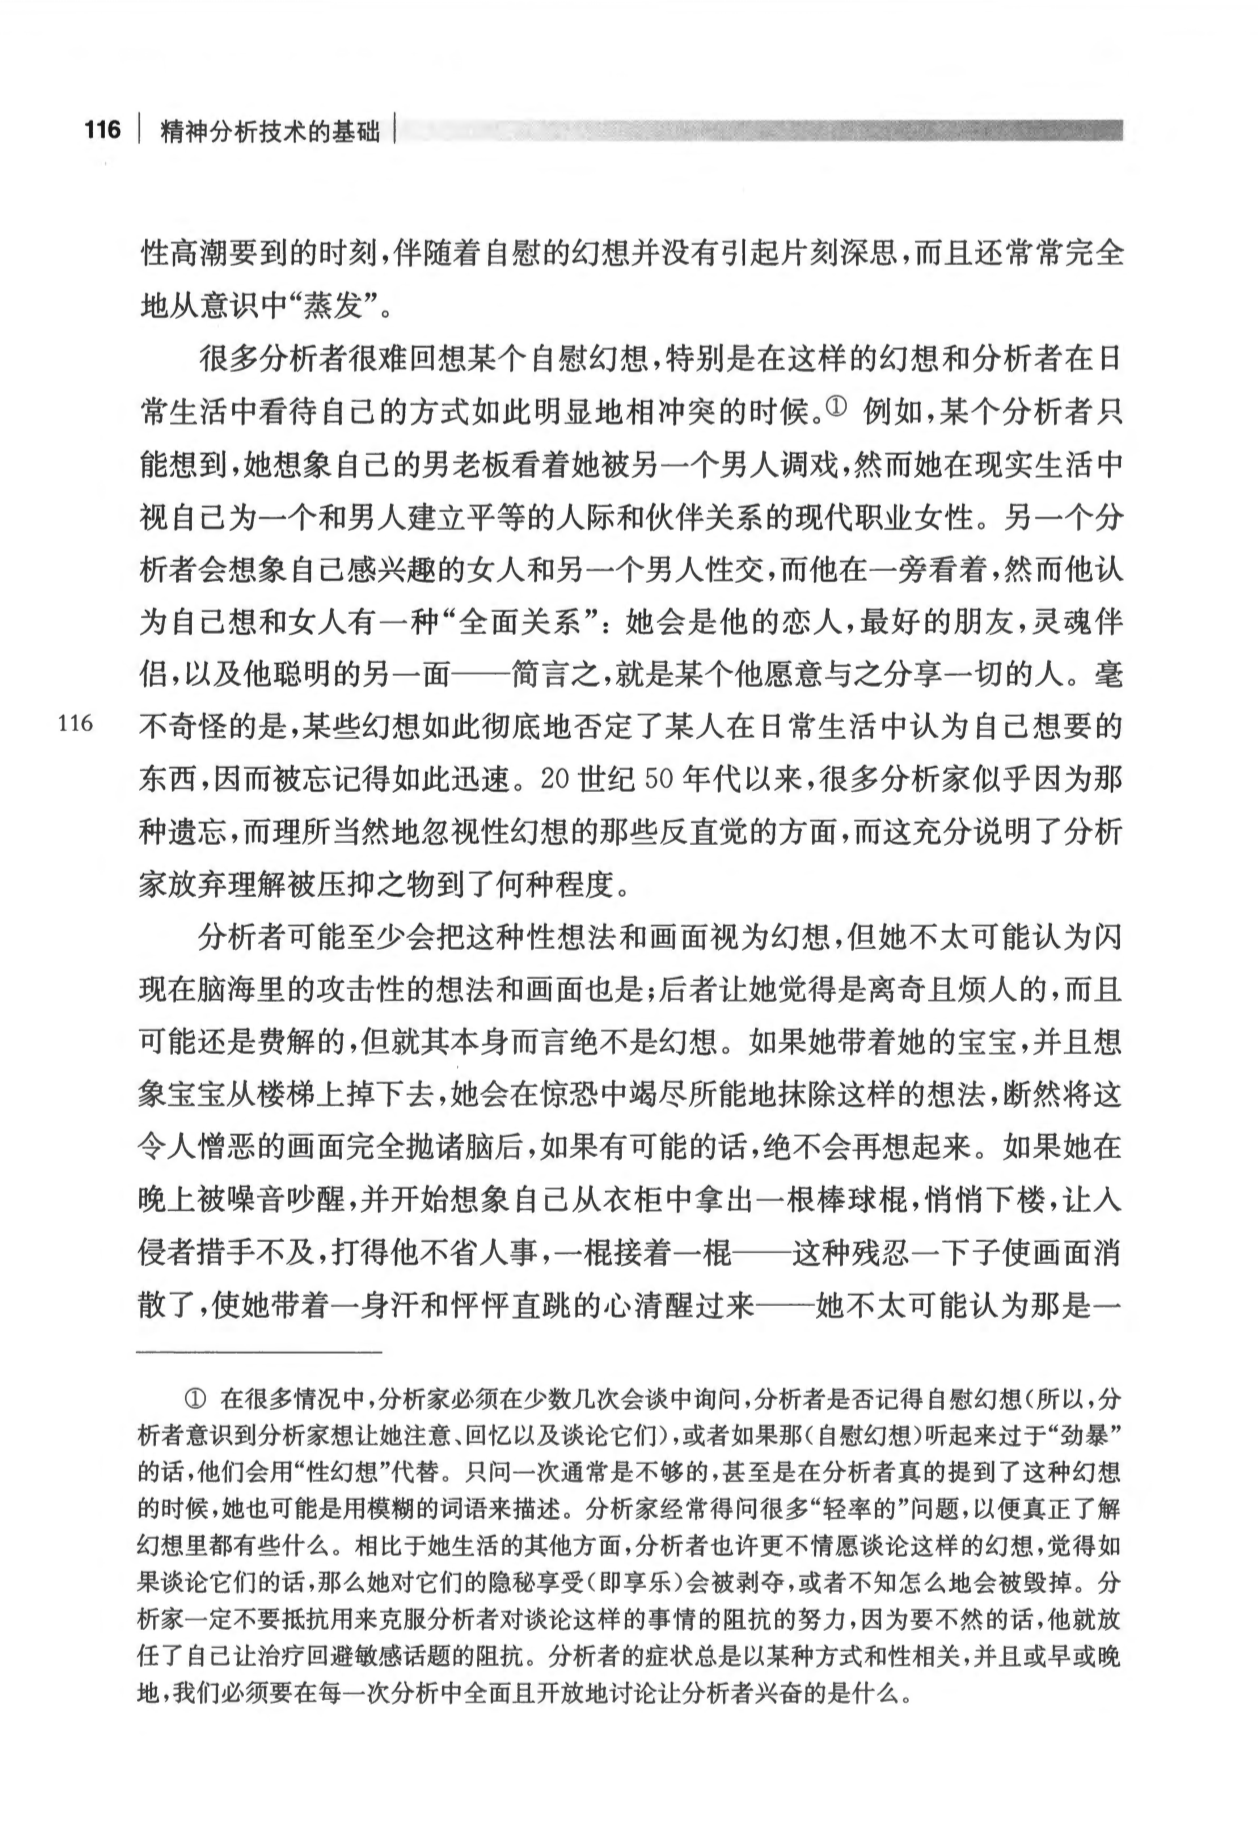 116 精神分析技术的基础
性高潮要到的时刻,伴随着自慰的幻想并没有引起片刻深思,而且还常常完全
地从意识中“蒸发”。
很多分析者很难回想某个自慰幻想,特别是在这样的幻想和分析者在日
常生活中看待自己的方式如此明显地相冲突的时候。① 例如,某个分析者只
能想到,她想象自己的男老板看着她被另一个男人调戏,然而她在现实生活中
视自己为一个和男人建立平等的人际和伙伴关系的现代职业女性。另一个分
析者会想象自己感兴趣的女人和另一个男人性交,而他在一旁看着,然而他认
为自己想和女人有一种“全面关系”：她会是他的恋人,最好的朋友,灵魂伴
侣,以及他聪明的另一面——简言之,就是某个他愿意与之分享一切的人。毫
116 不奇怪的是,某些幻想如此彻底地否定了某人在日常生活中认为自己想要的
东西,因而被忘记得如此迅速。20 世纪 50 年代以来,很多分析家似乎因为那
种遗忘,而理所当然地忽视性幻想的那些反直觉的方面,而这充分说明了分析
家放弃理解被压抑之物到了何种程度。
分析者可能至少会把这种性想法和画面视为幻想,但她不太可能认为闪
现在脑海里的攻击性的想法和画面也是;后者让她觉得是离奇且烦人的,而且
可能还是费解的,但就其本身而言绝不是幻想。如果她带着她的宝宝,并且想
象宝宝从楼梯上掉下去,她会在惊恐中竭尽所能地抹除这样的想法,断然将这
令人憎恶的画面完全抛诸脑后,如果有可能的话,绝不会再想起来。如果她在
晚上被噪音吵醒,并开始想象自己从衣柜中拿出一根棒球棍,悄悄下楼,让入
侵者措手不及,打得他不省人事,一棍接着一棍——这种残忍一下子使画面消
散了,使她带着一身汗和怦怦直跳的心清醒过来——她不太可能认为那是一
① 在很多情况中,分析家必须在少数几次会谈中询问,分析者是否记得自慰幻想(所以,分
析者意识到分析家想让她注意、回忆以及谈论它们),或者如果那(自慰幻想)听起来过于“劲暴”
的话,他们会用“性幻想”代替。只问一次通常是不够的,甚至是在分析者真的提到了这种幻想
的时候,她也可能是用模糊的词语来描述。分析家经常得问很多“轻率的”问题,以便真正了解
幻想里都有些什么。相比于她生活的其他方面,分析者也许更不情愿谈论这样的幻想,觉得如
果谈论它们的话,那么她对它们的隐秘享受(即享乐)会被剥夺,或者不知怎么地会被毁掉。分
析家一定不要抵抗用来克服分析者对谈论这样的事情的阻抗的努力,因为要不然的话,他就放
任了自己让治疗回避敏感话题的阻抗。分析者的症状总是以某种方式和性相关,并且或早或晚
地,我们必须要在每一次分析中全面且开放地讨论让分析者兴奋的是什么。